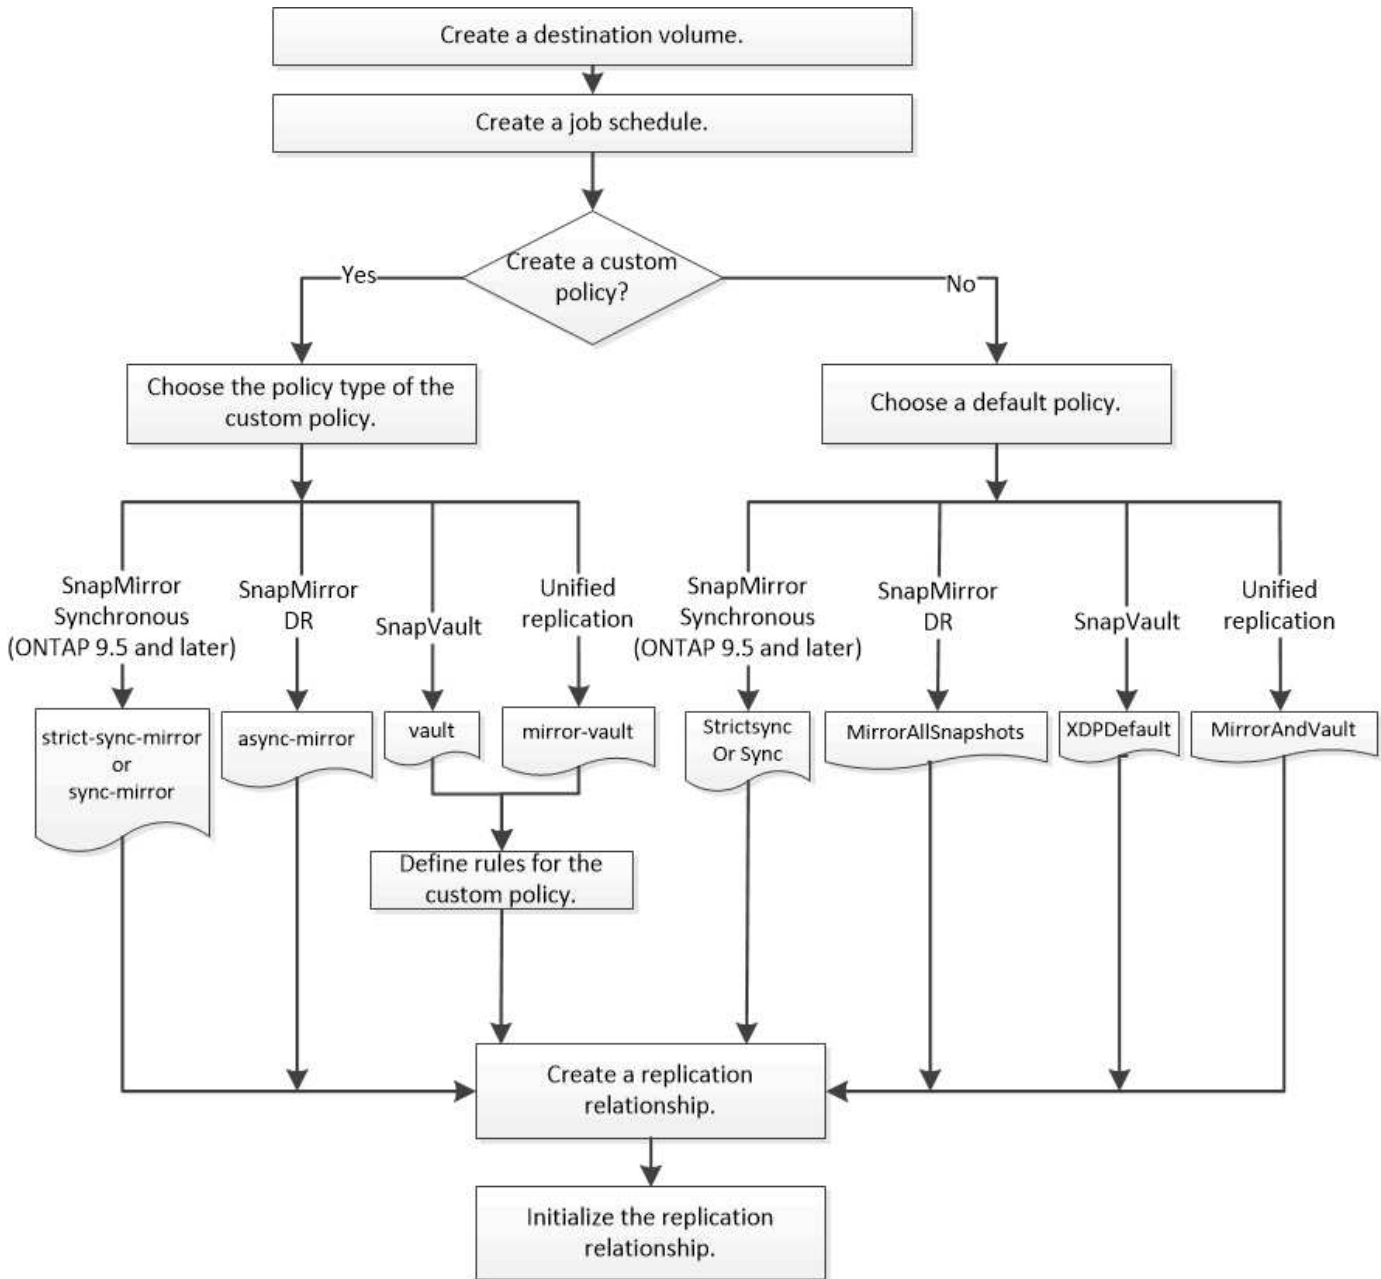 Create a destination volume.
Create a job schedule.
Create a custom
policy?
Yes
No
Choose the policy type of the
custom policy.
Choose a default policy.
SnapMirror
Synchronous
(ONTAP 9.5 and later)
SnapMirror
DR
SnapVault
Unified
replication
SnapMirror
Synchronous
(ONTAP 9.5 and later)
SnapMirror
DR
SnapVault
Unified
replication
strict-sync-mirror
or
sync-mirror
async-mirror
vault
mirror-vault
Strictsync
Or Sync
MirrorAllSnapshots
XDPDefault
MirrorAndVault
Define rules for the
custom policy.
Create a replication
relationship.
Initialize the replication
relationship.